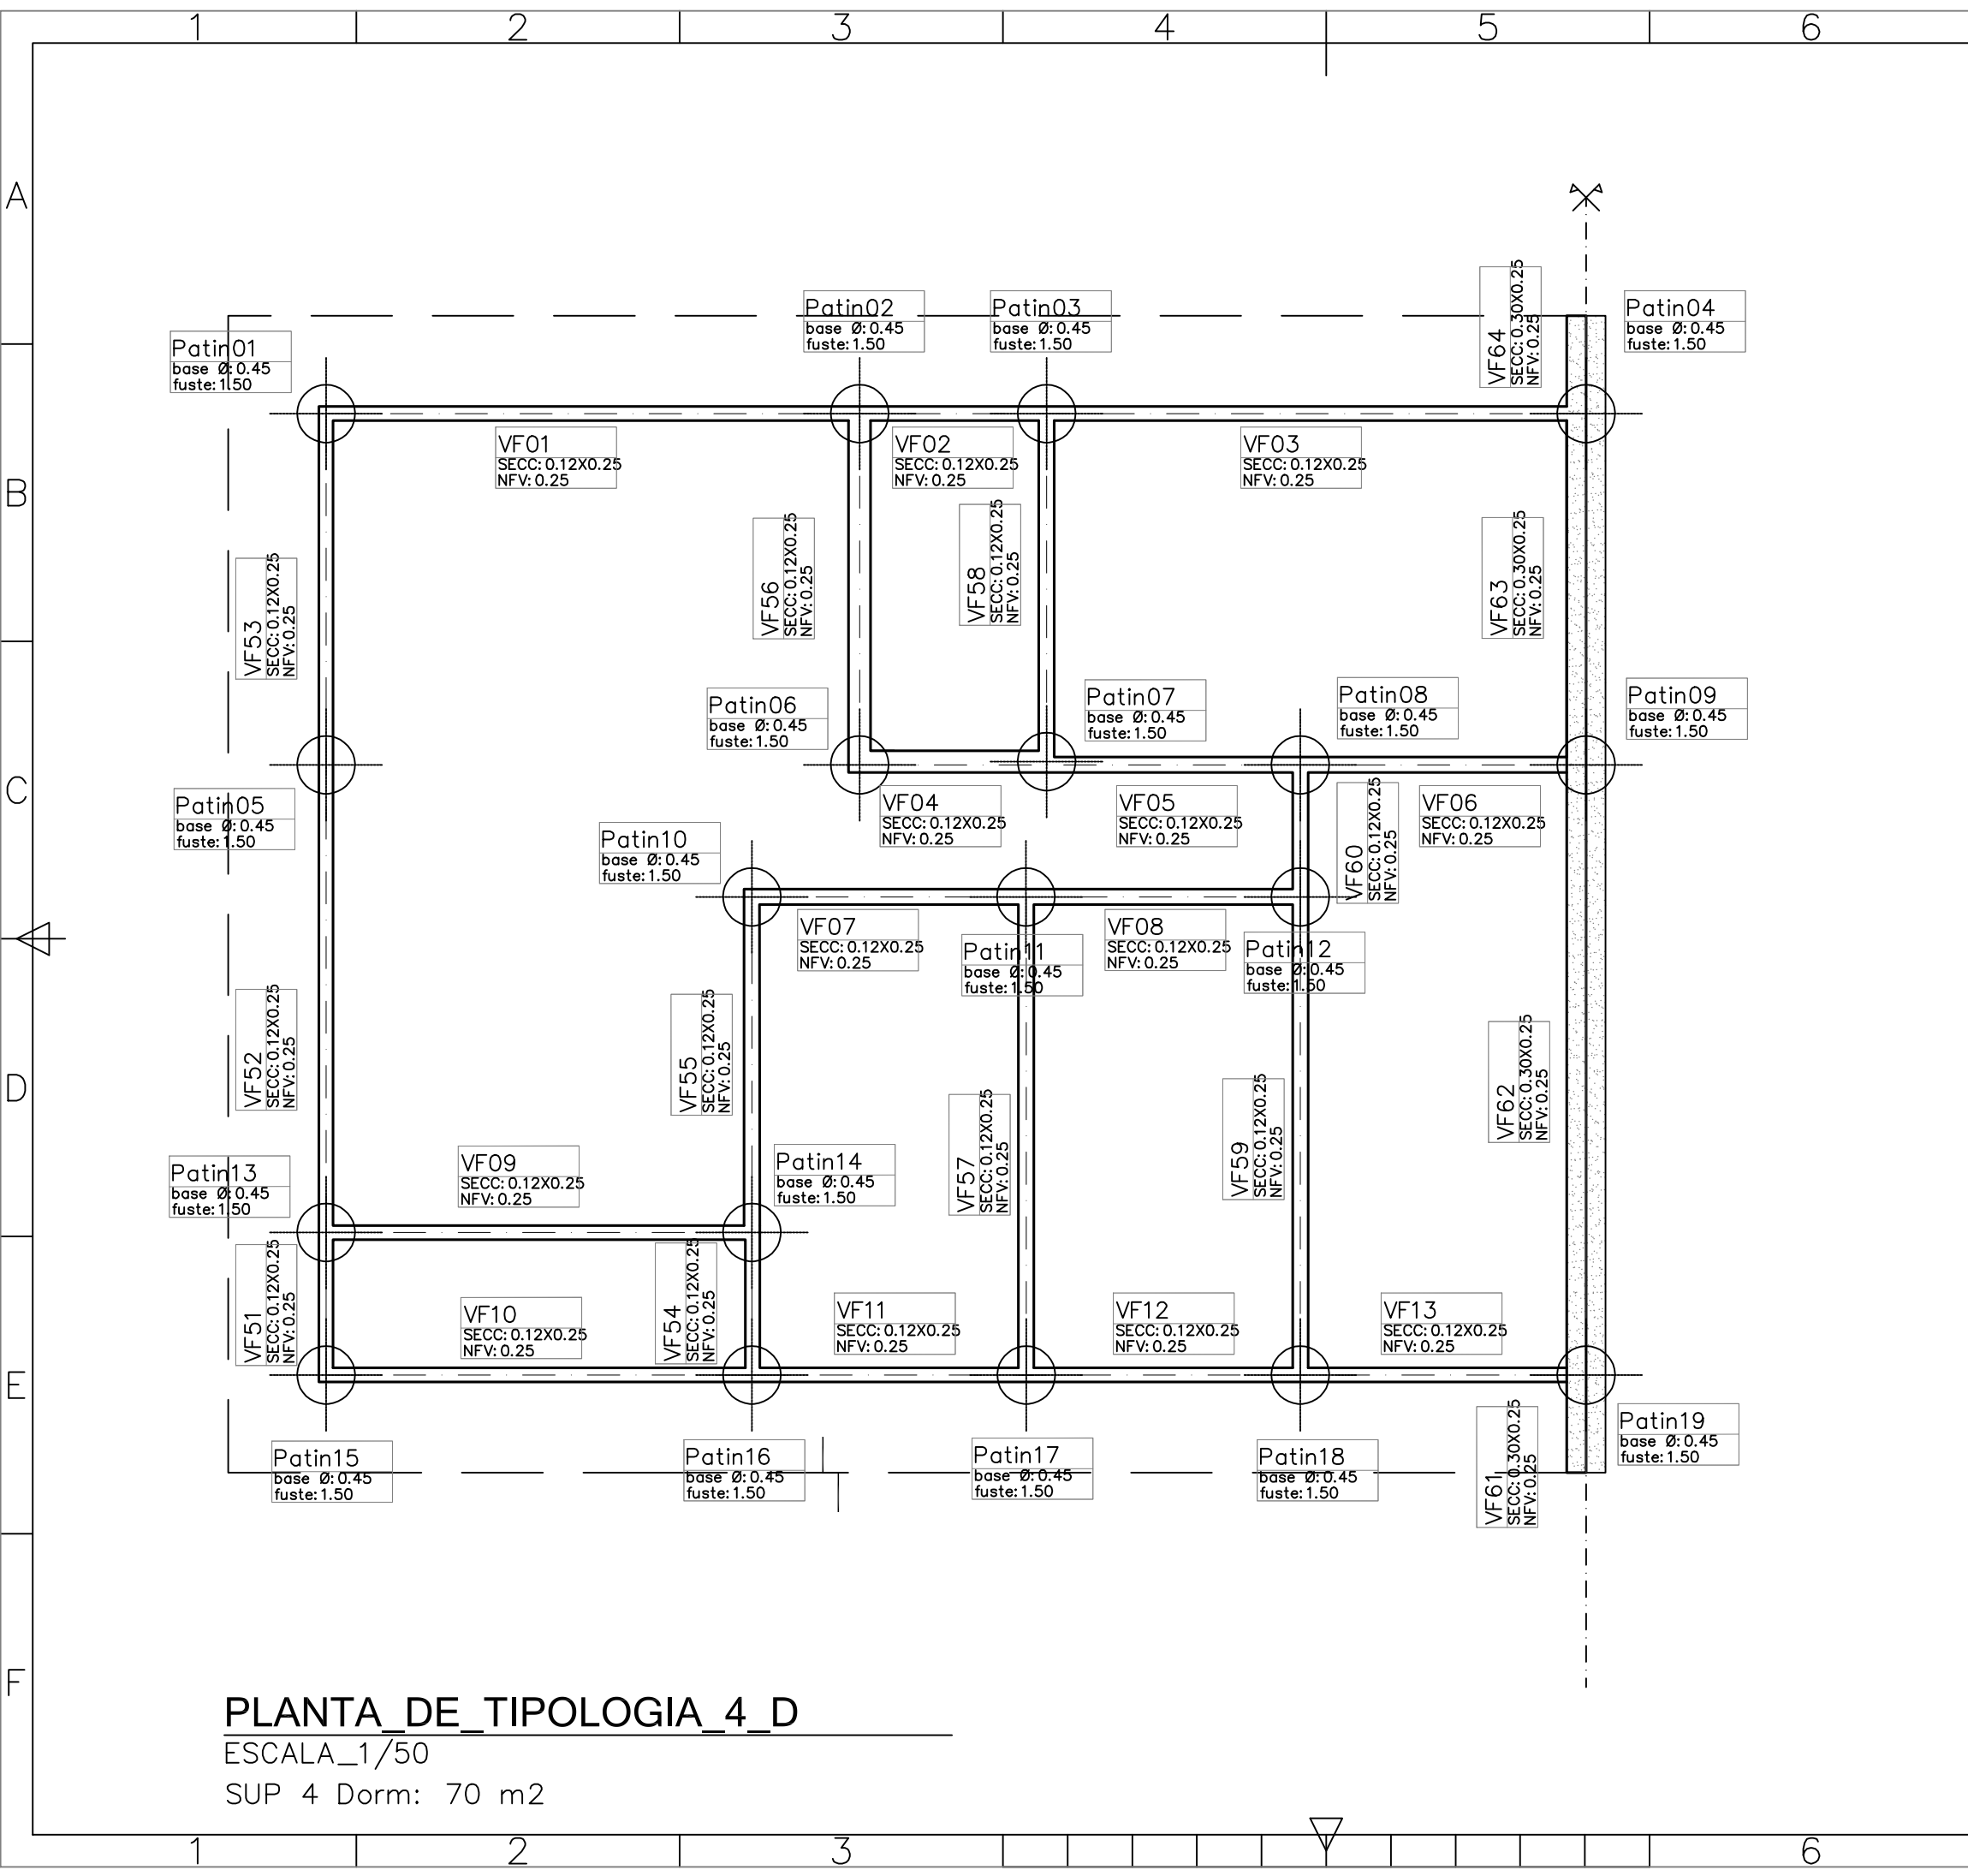 1 2 3 4 5 6
A
VF64
SECC: 0.30X0.25
NFV: 0.25
Patin02
base Ø: 0.45
fuste: 1.50
Patin03
base Ø: 0.45
fuste: 1.50
Patin04
base Ø: 0.45
fuste: 1.50
Patin01
base Ø: 0.45
fuste: 1.50
VF01
SECC: 0.12X0.25
NFV: 0.25
VF02
SECC: 0.12X0.25
NFV: 0.25
VF03
SECC: 0.12X0.25
NFV: 0.25
B
VF53
SECC: 0.12X0.25
NFV: 0.25
VF56
SECC: 0.12X0.25
NFV: 0.25
VF58
SECC: 0.12X0.25
NFV: 0.25
VF63
SECC: 0.30X0.25
NFV: 0.25
Patin06
base Ø: 0.45
fuste: 1.50
Patin07
base Ø: 0.45
fuste: 1.50
Patin08
base Ø: 0.45
fuste: 1.50
Patin09
base Ø: 0.45
fuste: 1.50
C
Patin05
base Ø: 0.45
fuste: 1.50
VF04
SECC: 0.12X0.25
NFV: 0.25
VF05
SECC: 0.12X0.25
NFV: 0.25
VF60
SECC: 0.12X0.25
NFV: 0.25
VF06
SECC: 0.12X0.25
NFV: 0.25
Patin10
base Ø: 0.45
fuste: 1.50
VF07
SECC: 0.12X0.25
NFV: 0.25
Patin11
base Ø: 0.45
fuste: 1.50
VF08
SECC: 0.12X0.25
NFV: 0.25
Patin12
base Ø: 0.45
fuste: 1.50
D
VF52
SECC: 0.12X0.25
NFV: 0.25
VF55
SECC: 0.12X0.25
NFV: 0.25
VF57
SECC: 0.12X0.25
NFV: 0.25
VF59
SECC: 0.12X0.25
NFV: 0.25
VF62
SECC: 0.30X0.25
NFV: 0.25
Patin13
base Ø: 0.45
fuste: 1.50
VF09
SECC: 0.12X0.25
NFV: 0.25
Patin14
base Ø: 0.45
fuste: 1.50
E
VF51
SECC: 0.12X0.25
NFV: 0.25
VF10
SECC: 0.12X0.25
NFV: 0.25
VF54
SECC: 0.12X0.25
NFV: 0.25
VF11
SECC: 0.12X0.25
NFV: 0.25
VF12
SECC: 0.12X0.25
NFV: 0.25
VF13
SECC: 0.12X0.25
NFV: 0.25
Patin15
base Ø: 0.45
fuste: 1.50
Patin16
base Ø: 0.45
fuste: 1.50
Patin17
base Ø: 0.45
fuste: 1.50
Patin18
base Ø: 0.45
fuste: 1.50
VF61
SECC: 0.30X0.25
NFV: 0.25
Patin19
base Ø: 0.45
fuste: 1.50
F
PLANTA_DE_TIPOLOGIA_4_D
ESCALA_1/50
SUP 4 Dorm: 70 m2
1 2 3 6